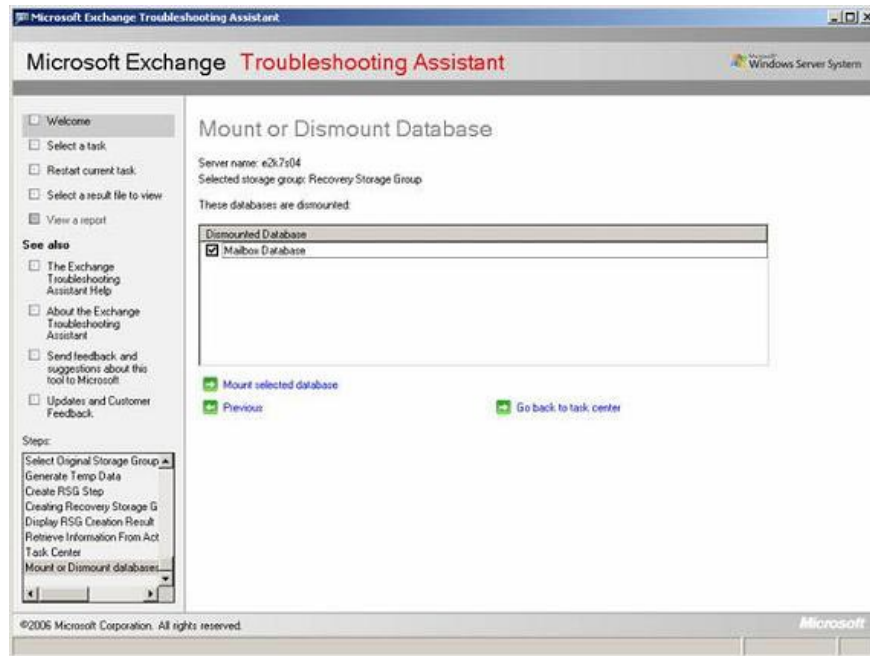 Microsoft Exchange Troubleshooting Assistant
Microsoft Exchange Troubleshooting Assistant
Microsoft
Windows Server System
Welcome
Select a task
Restart current task
Select a result file to view
View a report
See also
The Exchange
Troubleshooting
Assistant Help
About the Exchange
Troubleshooting
Assistant
Send feedback and
suggestions about this
tool to Microsoft
Updates and Customer
Feedback.
Steps:
Select Original Storage Group
Generate Temp Data
Create RSG Step
Creating Recovery Storage G
Display RSG Creation Result
Retrieve Information From Act
Task Center
Mount or Dismount databases
Mount or Dismount Database
Server name: e2k7s04
Selected storage group: Recovery Storage Group
These databases are dismounted:
Dismounted Database
Mailbox Database
Mount selected database
Previous
Go back to task center
©2006 Microsoft Corporation. All rights reserved.
Microsoft